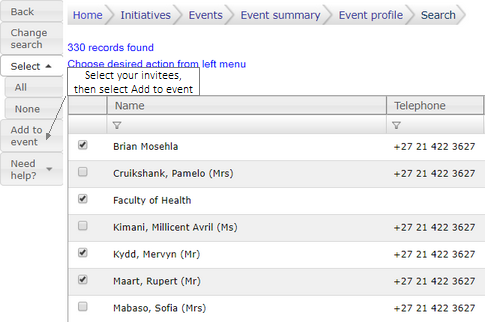 Back
Change
search
Select
All
None
Add to
event
Need
help?
Home Initiatives Events Event summary Event profile Search
330 records found
Choose desired action from left menu
Select your invitees,
then select Add to event
Name Telephone
Brian Mosehla +27 21 422 3627
Cruikshank, Pamelo (Mrs) +27 21 422 3627
Faculty of Health
Kimani, Millicent Avril (Ms) +27 21 422 3627
Kydd, Mervyn (Mr) +27 21 422 3627
Maart, Rupert (Mr) +27 21 422 3627
Mabaso, Sofia (Mrs) +27 21 422 3627